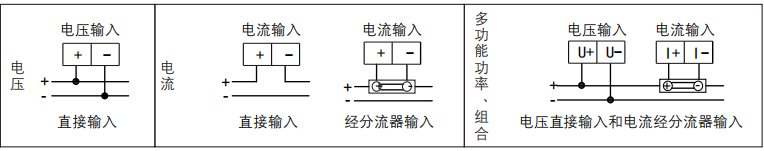 电压
电压输入
+ -
+
-
直接输入
电流
电流输入
+ -
+
-
直接输入
电流输入
+ -
+
-
经分流器输入
多功能功率、组合
电压输入
U+ U-
电流输入
I+ I-
+
-
+ -
电压直接输入和电流经分流器输入